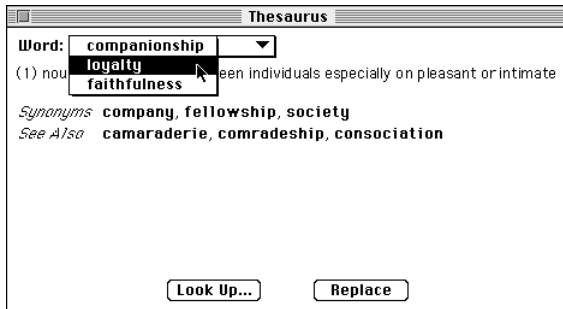 Thesaurus
Word: companionship
loyalty
faithfulness
(1) nou een individuals especially on pleasant or intimate
Synonyms company, fellowship, society
See Also camaraderie, comradeship, consociation
Look Up... Replace